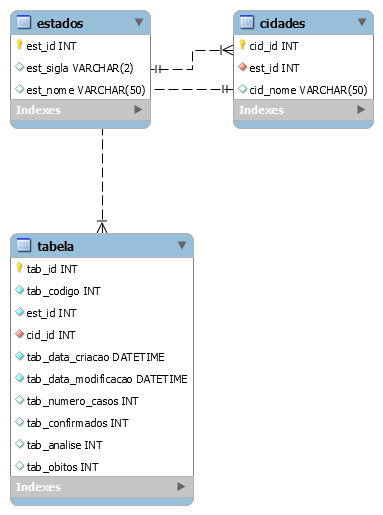 estados
est_id INT
est_sigla VARCHAR(2)
est_nome VARCHAR(50)
Indexes
cidades
cid_id INT
est_id INT
cid_nome VARCHAR(50)
Indexes
tabela
tab_id INT
tab_codigo INT
est_id INT
cid_id INT
tab_data_criacao DATETIME
tab_data_modificacao DATETIME
tab_numero_casos INT
tab_confirmados INT
tab_analise INT
tab_obitos INT
Indexes